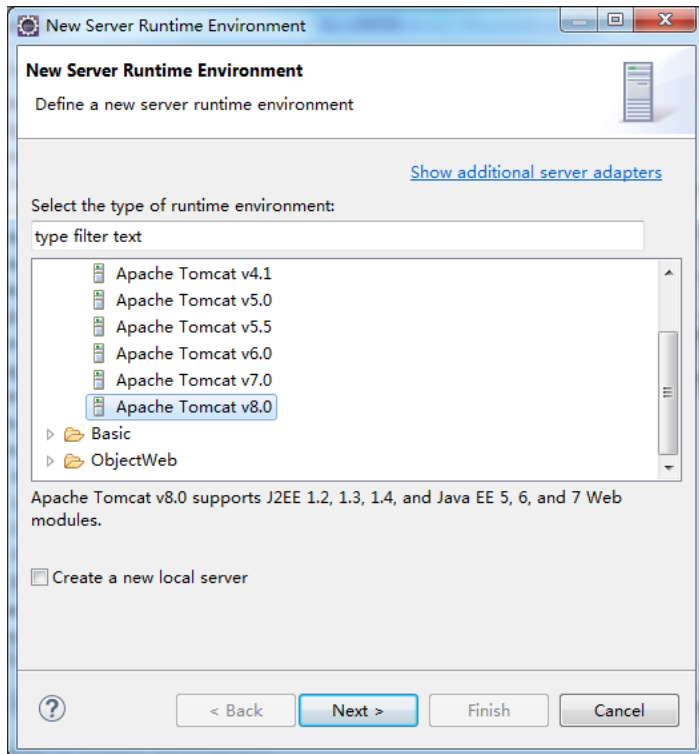 New Server Runtime Environment
New Server Runtime Environment
Define a new server runtime environment
Show additional server adapters
Select the type of runtime environment:
type filter text
Apache Tomcat v4.1
Apache Tomcat v5.0
Apache Tomcat v5.5
Apache Tomcat v6.0
Apache Tomcat v7.0
Apache Tomcat v8.0
Basic
ObjectWeb
Apache Tomcat v8.0 supports J2EE 1.2, 1.3, 1.4, and Java EE 5, 6, and 7 Web
modules.
Create a new local server
? < Back Next > Finish Cancel